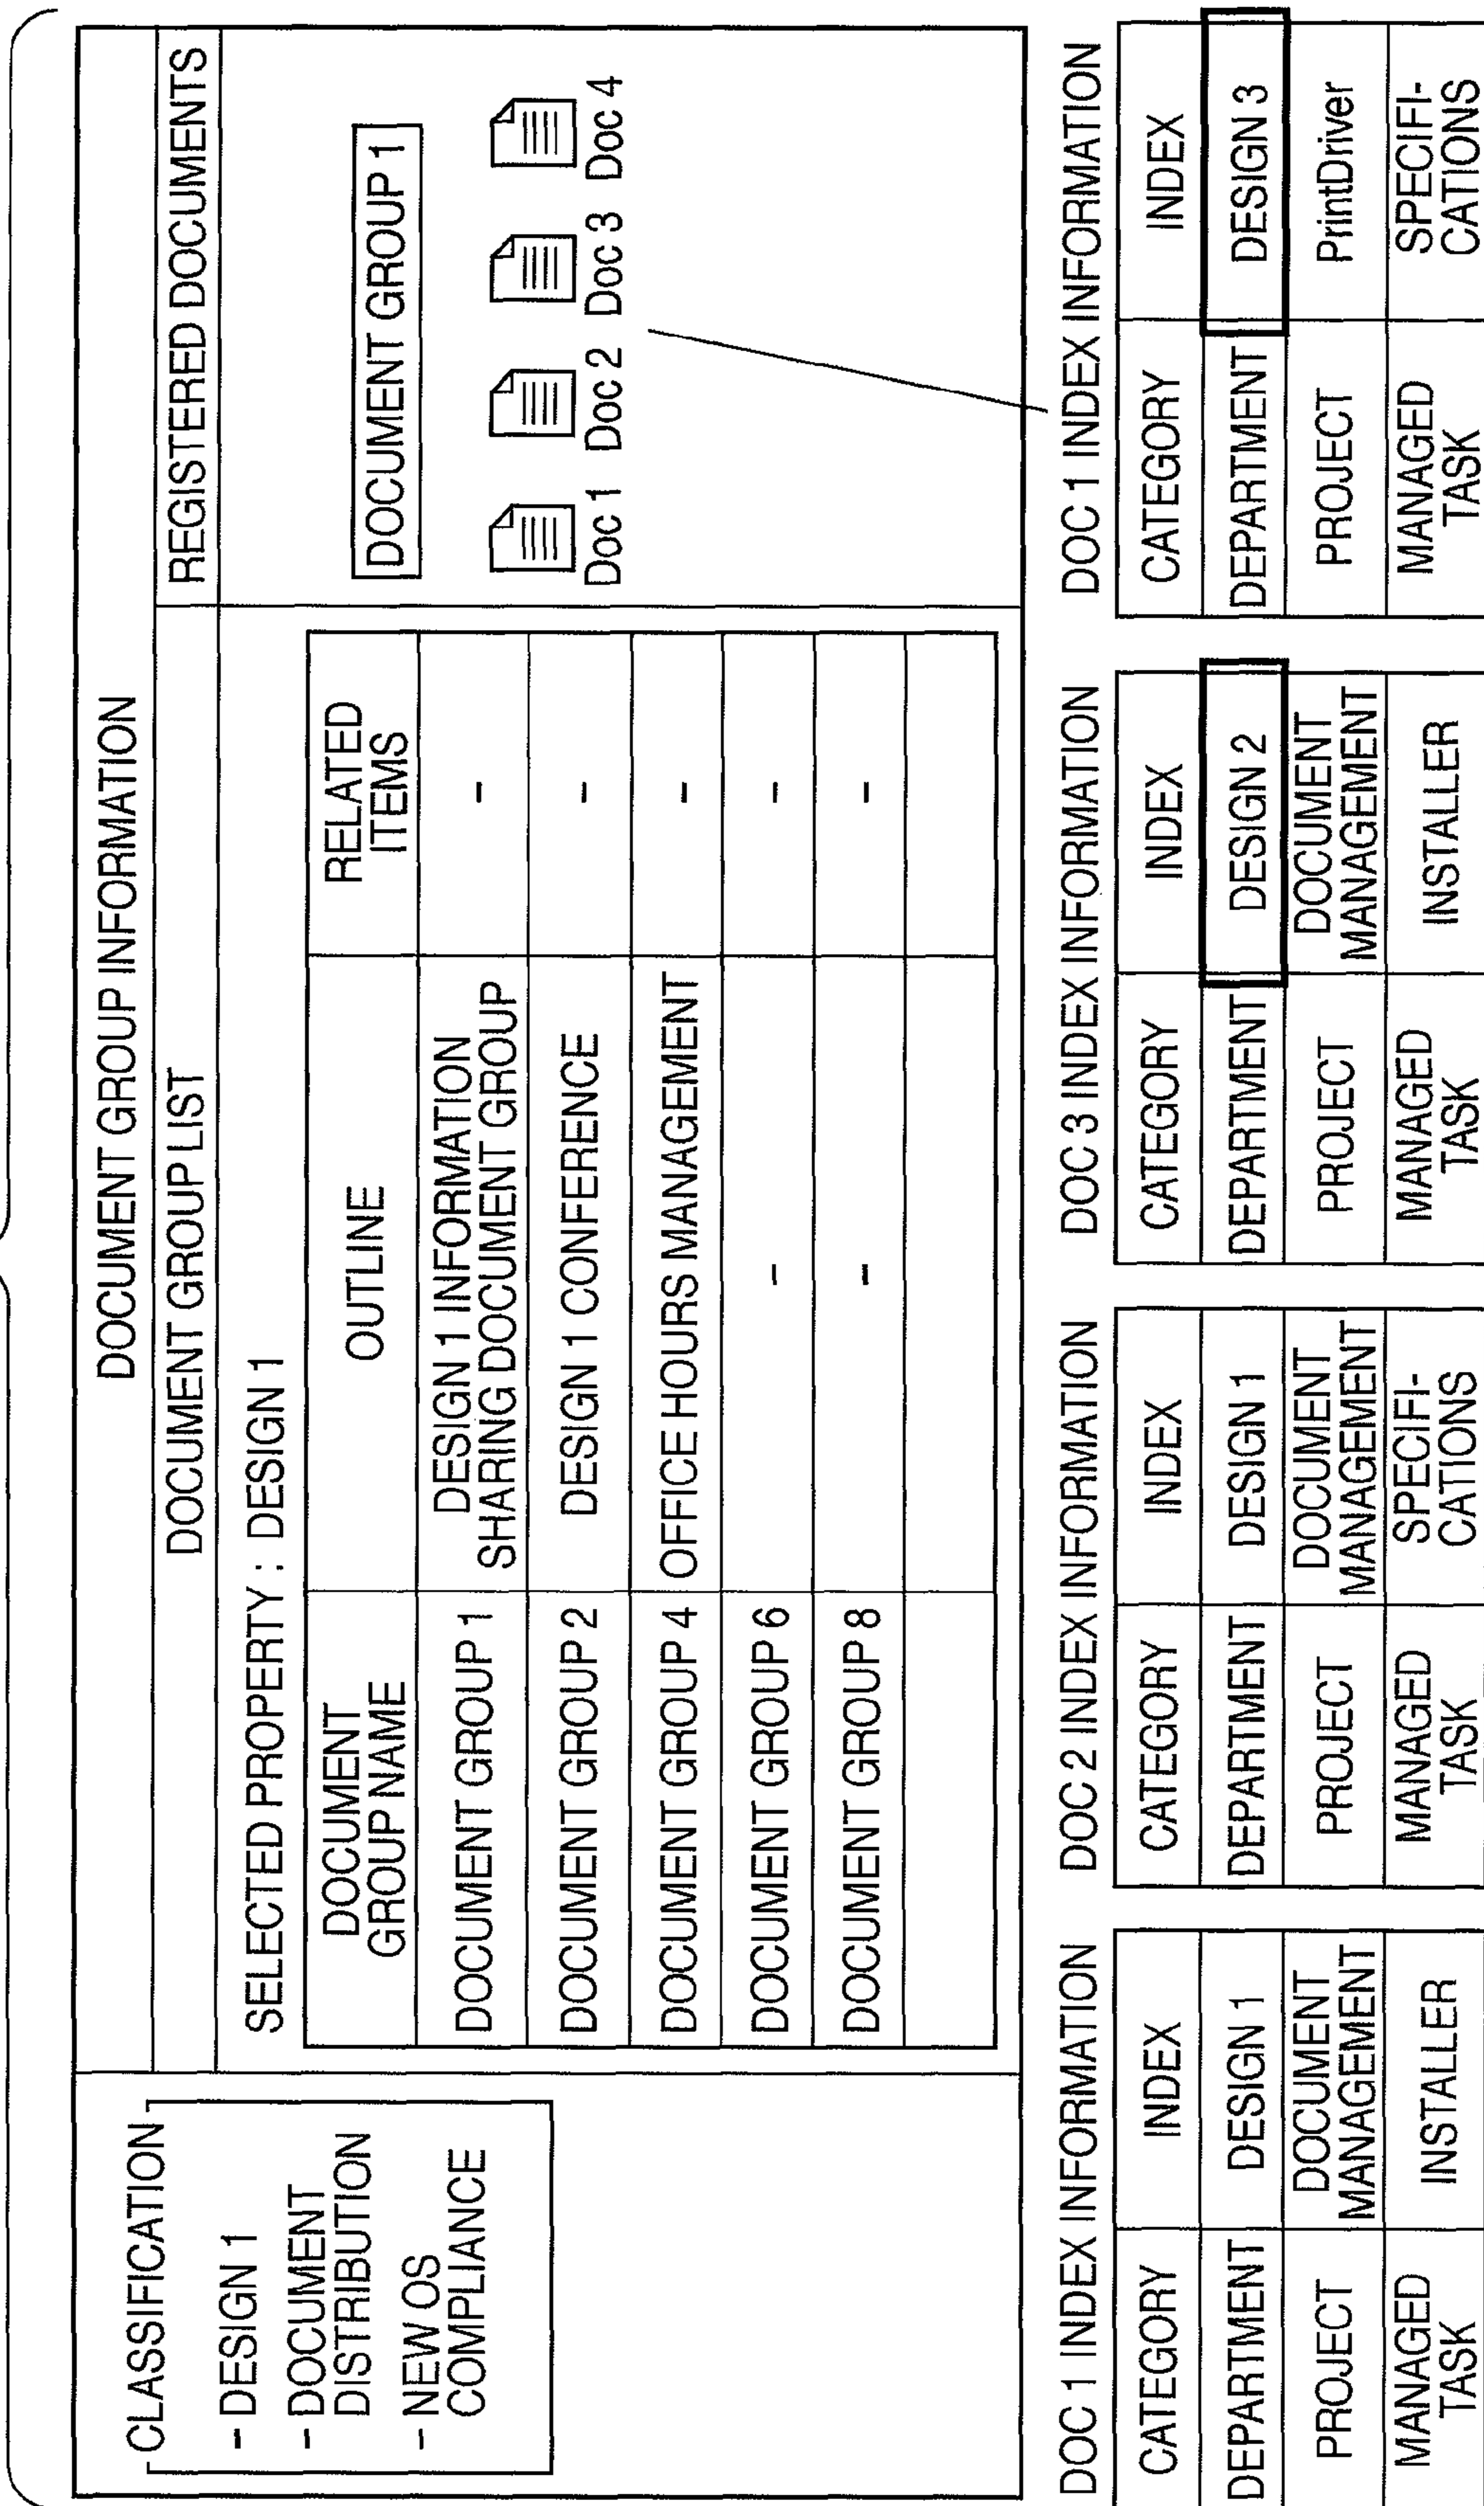 DOCUMENT GROUP INFORMATION
CLASSIFICATION
- DESIGN 1
- DOCUMENT
DISTRIBUTION
- NEW OS
COMPLIANCE
DOCUMENT GROUP LIST
SELECTED PROPERTY : DESIGN 1
DOCUMENT
GROUP NAME
OUTLINE
RELATED
ITEMS
DOCUMENT GROUP 1
DESIGN 1 INFORMATION
SHARING DOCUMENT GROUP
-
DOCUMENT GROUP 2
DESIGN 1 CONFERENCE
-
DOCUMENT GROUP 4
OFFICE HOURS MANAGEMENT
-
DOCUMENT GROUP 6
-
-
DOCUMENT GROUP 8
-
-
REGISTERED DOCUMENTS
DOCUMENT GROUP 1
Doc 1
Doc 2
Doc 3
Doc 4
DOC 1 INDEX INFORMATION
CATEGORY
INDEX
DEPARTMENT
DESIGN 1
PROJECT
DOCUMENT
MANAGEMENT
MANAGED
TASK
INSTALLER
DOC 2 INDEX INFORMATION
CATEGORY
INDEX
DEPARTMENT
DESIGN 1
PROJECT
DOCUMENT
MANAGEMENT
MANAGED
TASK
SPECIFI-
CATIONS
DOC 3 INDEX INFORMATION
CATEGORY
INDEX
DEPARTMENT
DESIGN 2
PROJECT
DOCUMENT
MANAGEMENT
MANAGED
TASK
INSTALLER
DOC 1 INDEX INFORMATION
CATEGORY
INDEX
DEPARTMENT
DESIGN 3
PROJECT
PrintDriver
MANAGED
TASK
SPECIFI-
CATIONS